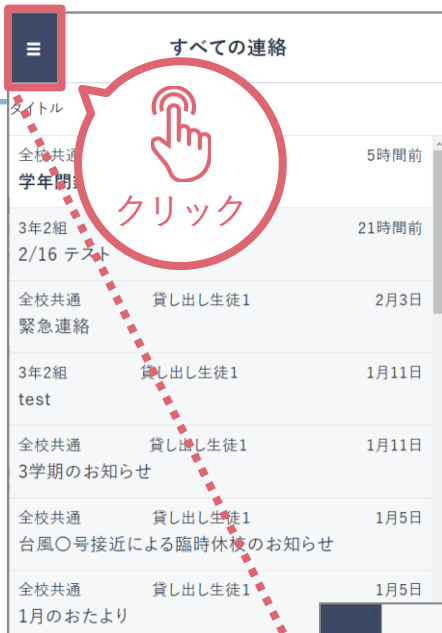 すべての連絡
タイトル
クリック
全校共通 5時間前
学年閉
3年2組 21時間前
2/16 テスト
全校共通 貸し出し生徒1 2月3日
緊急連絡
3年2組 貸し出し生徒1 1月11日
test
全校共通 貸し出し生徒1 1月11日
3学期のお知らせ
全校共通 貸し出し生徒1 1月5日
台風〇号接近による臨時休校のお知らせ
全校共通 貸し出し生徒1 1月5日
1月のおたより